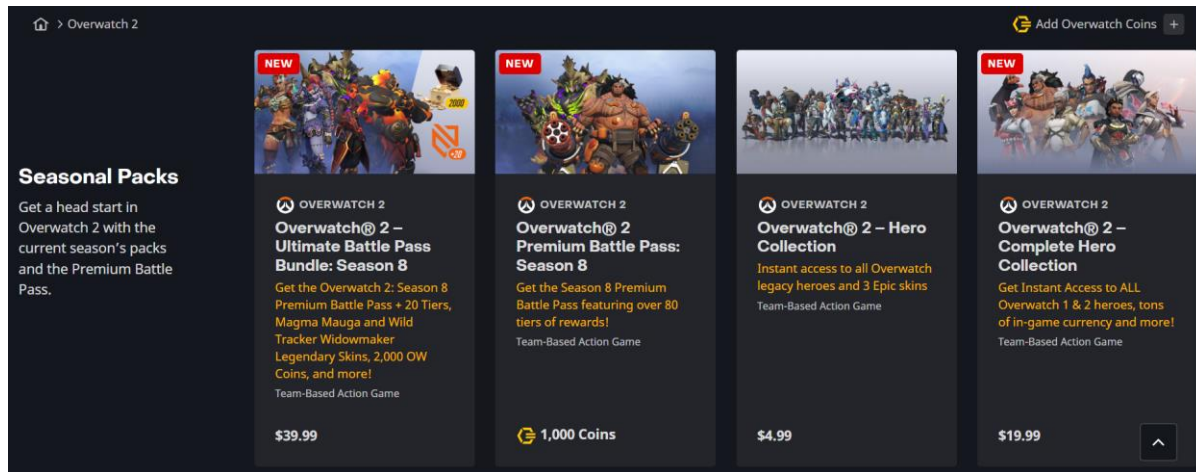 > Overwatch 2
Add Overwatch Coins +
Seasonal Packs
Get a head start in
Overwatch 2 with the
current season's packs
and the Premium Battle
Pass.
NEW
2000
+20
OVERWATCH 2
Overwatch® 2 –
Ultimate Battle Pass
Bundle: Season 8
Get the Overwatch 2: Season 8
Premium Battle Pass + 20 Tiers,
Magma Mauga and Wild
Tracker Widowmaker
Legendary Skins, 2,000 OW
Coins, and more!
Team-Based Action Game
$39.99
NEW
OVERWATCH 2
Overwatch® 2
Premium Battle Pass:
Season 8
Get the Season 8 Premium
Battle Pass featuring over 80
tiers of rewards!
Team-Based Action Game
1,000 Coins
OVERWATCH 2
Overwatch® 2 – Hero
Collection
Instant access to all Overwatch
legacy heroes and 3 Epic skins
Team-Based Action Game
$4.99
NEW
OVERWATCH 2
Overwatch® 2 –
Complete Hero
Collection
Get Instant Access to ALL
Overwatch 1 & 2 heroes, tons
of in-game currency and more!
Team-Based Action Game
$19.99